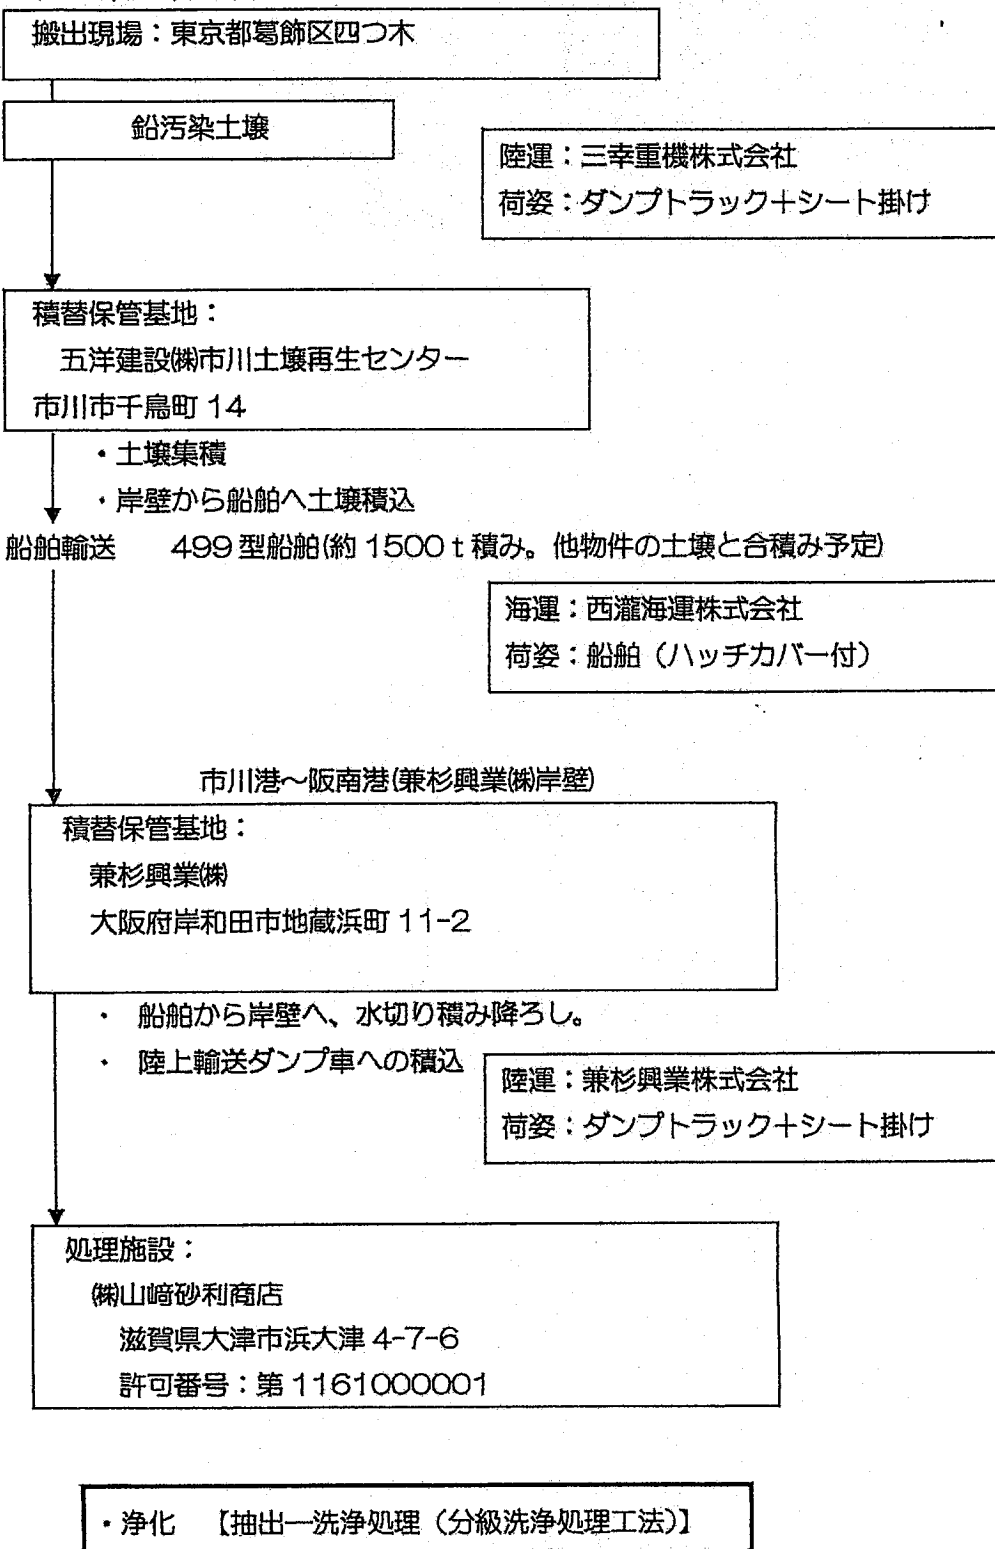 搬出現場：東京都葛飾区四つ木
鉛汚染土壌
陸運：三幸重機株式会社
荷姿：ダンプトラック＋シート掛け
積替保管基地：
五洋建設㈱市川土壌再生センター
市川市千鳥町 14
・土壌集積
・岸壁から船舶へ土壌積込
船舶輸送　499 型船舶(約 1500ｔ積み。他物件の土壌と合積み予定)
海運：西瀧海運株式会社
荷姿：船舶（ハッチカバー付）
市川港～阪南港(兼杉興業㈱岸壁)
積替保管基地：
兼杉興業㈱
大阪府岸和田市地蔵浜町 11-2
・ 船舶から岸壁へ、水切り積み降ろし。
・ 陸上輸送ダンプ車への積込
陸運：兼杉興業株式会社
荷姿：ダンプトラック＋シート掛け
処理施設：
㈱山﨑砂利商店
滋賀県大津市浜大津 4-7-6
許可番号：第 1161000001
・浄化　【抽出―洗浄処理（分級洗浄処理工法）】